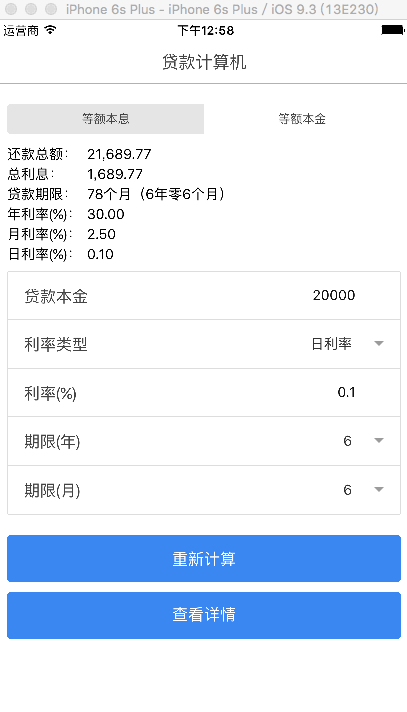 iPhone 6s Plus - iPhone 6s Plus / iOS 9.3 (13E230)
运营商 下午12:58
贷款计算机
等额本息 等额本金
还款总额： 21,689.77
总利息： 1,689.77
贷款期限： 78个月（6年零6个月）
年利率(%)： 30.00
月利率(%)： 2.50
日利率(%)： 0.10
贷款本金 20000
利率类型 日利率
利率(%) 0.1
期限(年) 6
期限(月) 6
重新计算
查看详情